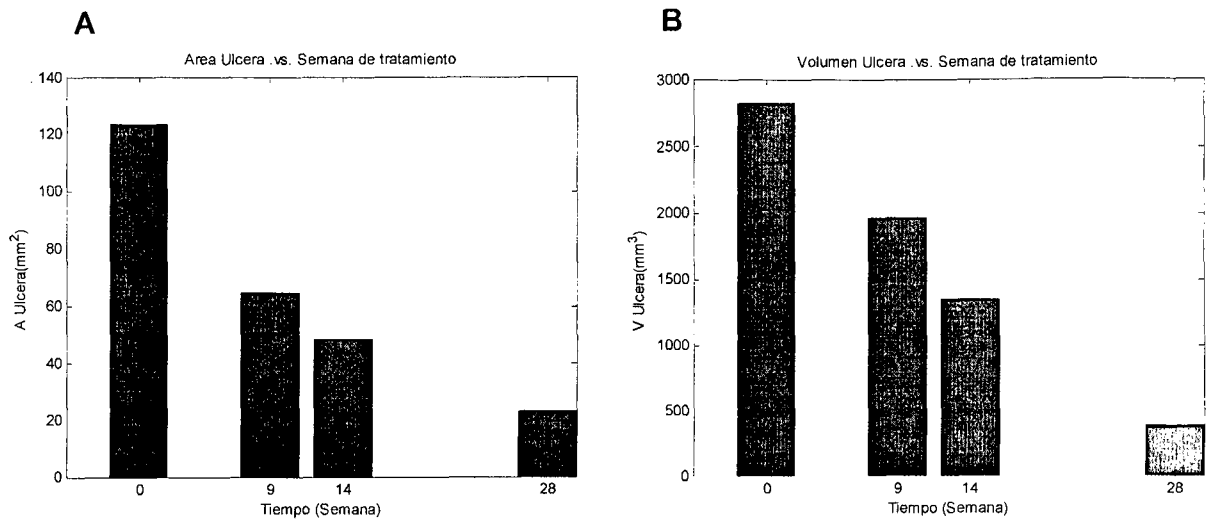 A
Area Ulcera .vs. Semana de tratamiento
140
120
100
80
60
40
20
0
A Ulcera(mm²)
0 9 14 28
Tiempo (Semana)
B
Volumen Ulcera .vs. Semana de tratamiento
3000
2500
2000
1500
1000
500
0
V Ulcera(mm³)
0 9 14 28
Tiempo (Semana)